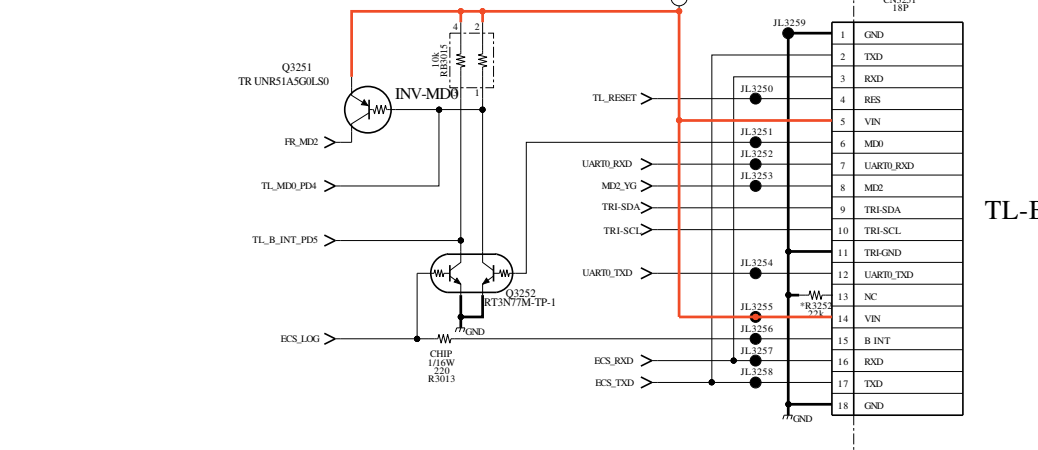 18P
JL3259
4
2
1
GND
10k
RB3015
Q3251
TR UNR51A5G0LS0
2
TXD
3
RXD
INV-MD0
3
1
TL_RESET
JL3250
4
RES
5
VIN
FR_MD2
JL3251
6
MD0
UART0_RXD
JL3252
7
UART0_RXD
TL_MD0_PD4
MD2_YG
JL3253
8
MD2
TRI-SDA
9
TRI-SDA
TL-
TRI-SCL
10
TRI-SCL
TL_B_INT_PD5
11
TRI-GND
UART0_TXD
JL3254
12
UART0_TXD
Q3252
RT3N77M-TP-1
13
NC
*R3252
22k
JL3255
14
VIN
GND
ECS_LOG
JL3256
15
B INT
CHIP
1/16W
220
R3013
ECS_RXD
JL3257
16
RXD
ECS_TXD
JL3258
17
TXD
18
GND
GND